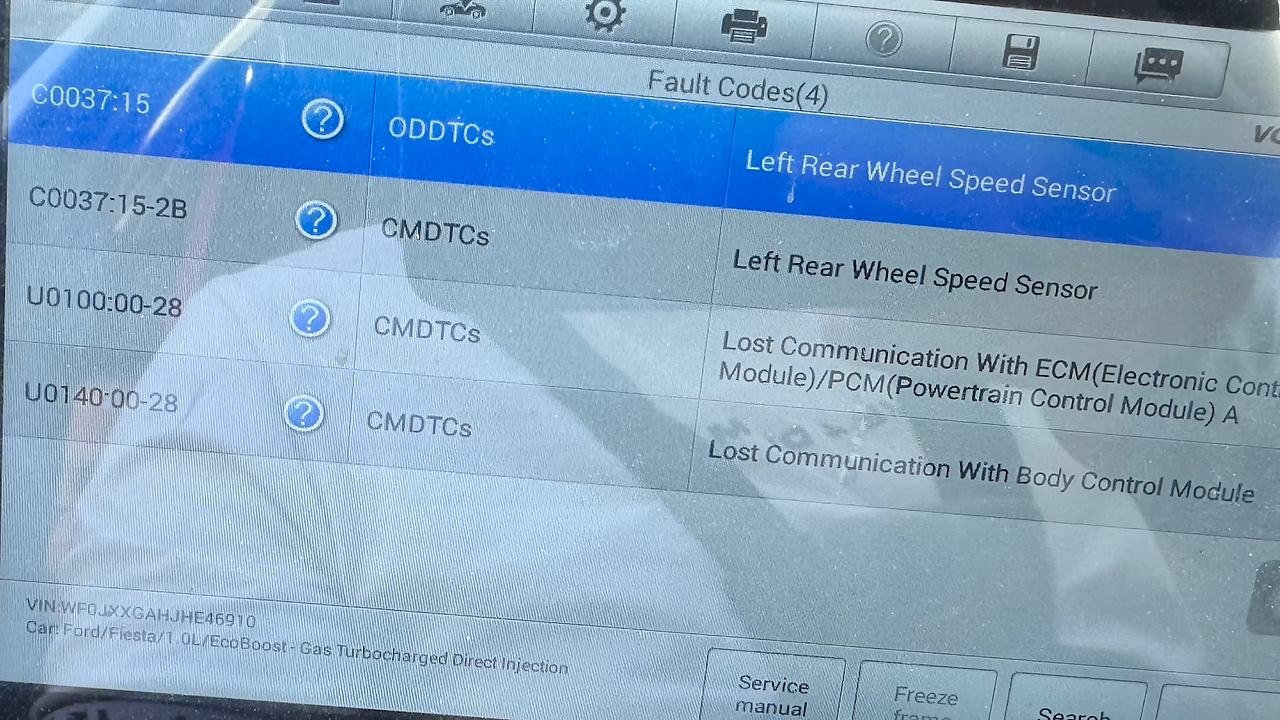 Fault Codes(4)
C0037:15 ODDTCs Left Rear Wheel Speed Sensor
C0037:15-2B CMDTCs Left Rear Wheel Speed Sensor
U0100:00-28 CMDTCs Lost Communication With ECM(Electronic Cont
Module)/PCM(Powertrain Control Module) A
U0140:00-28 CMDTCs Lost Communication With Body Control Module
VIN:WF0JXXGAHJHE46910
Car: Ford/Fiesta/1.0L/EcoBoost - Gas Turbocharged Direct Injection
Service
manual
Freeze
frame
Search